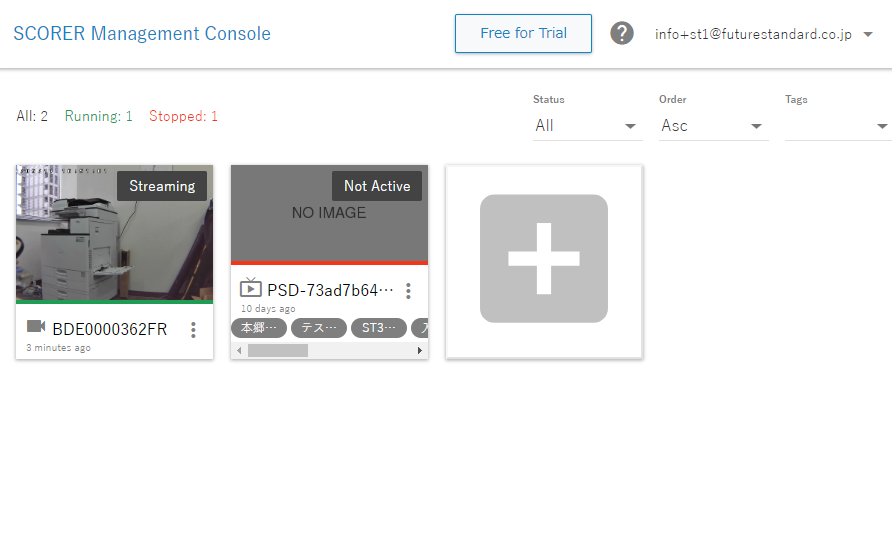 SCORER Management Console
Free for Trial
info+st1@futurestandard.co.jp
All: 2 Running: 1 Stopped: 1
Status
All
Order
Asc
Tags
Streaming
BDE0000362FR
3 minutes ago
Not Active
NO IMAGE
PSD-73ad7b64···
10 days ago
本郷··· テス··· ST3···